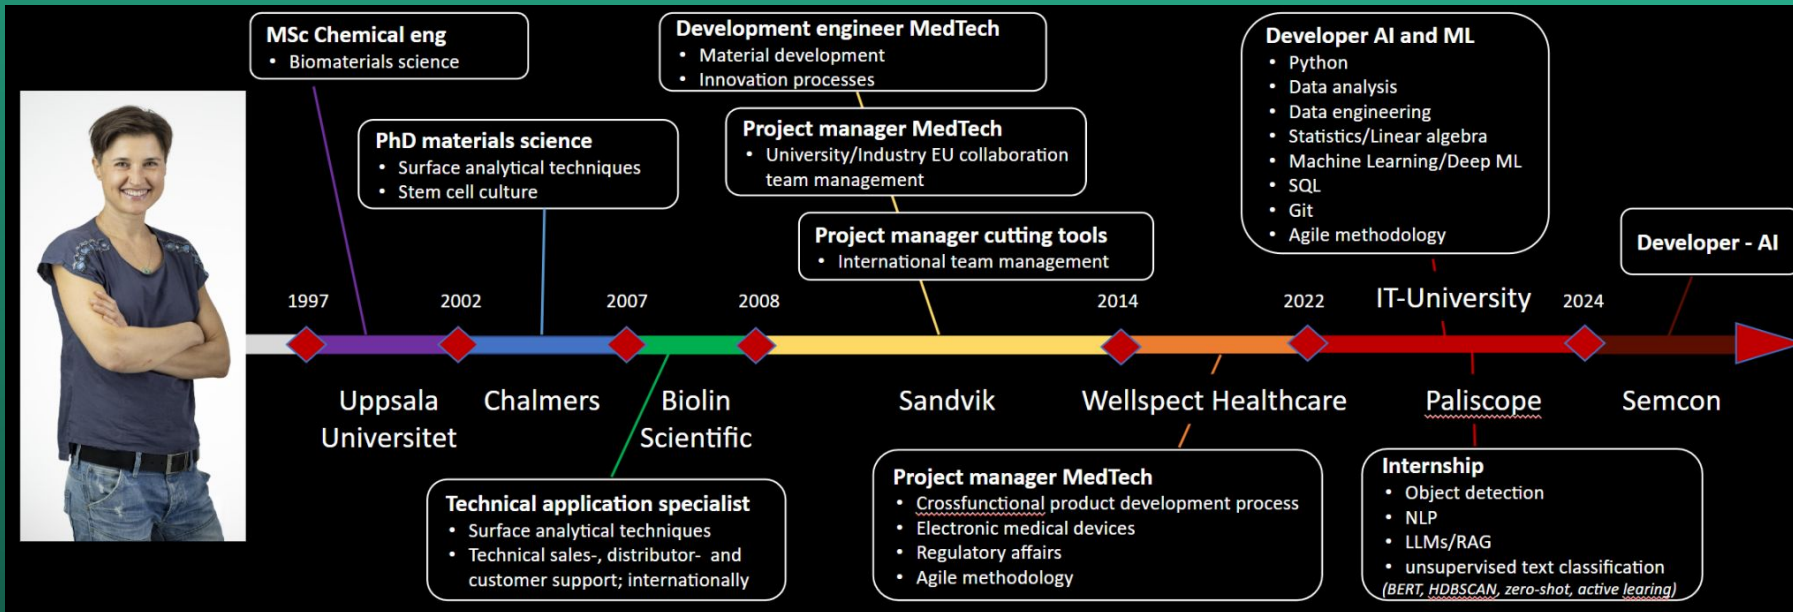 MSc Chemical eng
• Biomaterials science
PhD materials science
• Surface analytical techniques
• Stem cell culture
Development engineer MedTech
• Material development
• Innovation processes
Project manager MedTech
• University/Industry EU collaboration
team management
Project manager cutting tools
• International team management
Developer AI and ML
• Python
• Data analysis
• Data engineering
• Statistics/Linear algebra
• Machine Learning/Deep ML
• SQL
• Git
• Agile methodology
Developer - AI
1997
2002
2007
2008
2014
2022
IT-University
2024
Uppsala
Universitet
Chalmers
Biolin
Scientific
Sandvik
Wellspect Healthcare
Paliscope
Semcon
Technical application specialist
• Surface analytical techniques
• Technical sales-, distributor- and
customer support; internationally
Project manager MedTech
• Crossfunctional product development process
• Electronic medical devices
• Regulatory affairs
• Agile methodology
Internship
• Object detection
• NLP
• LLMs/RAG
• unsupervised text classification
(BERT, HDBSCAN, zero-shot, active learing)